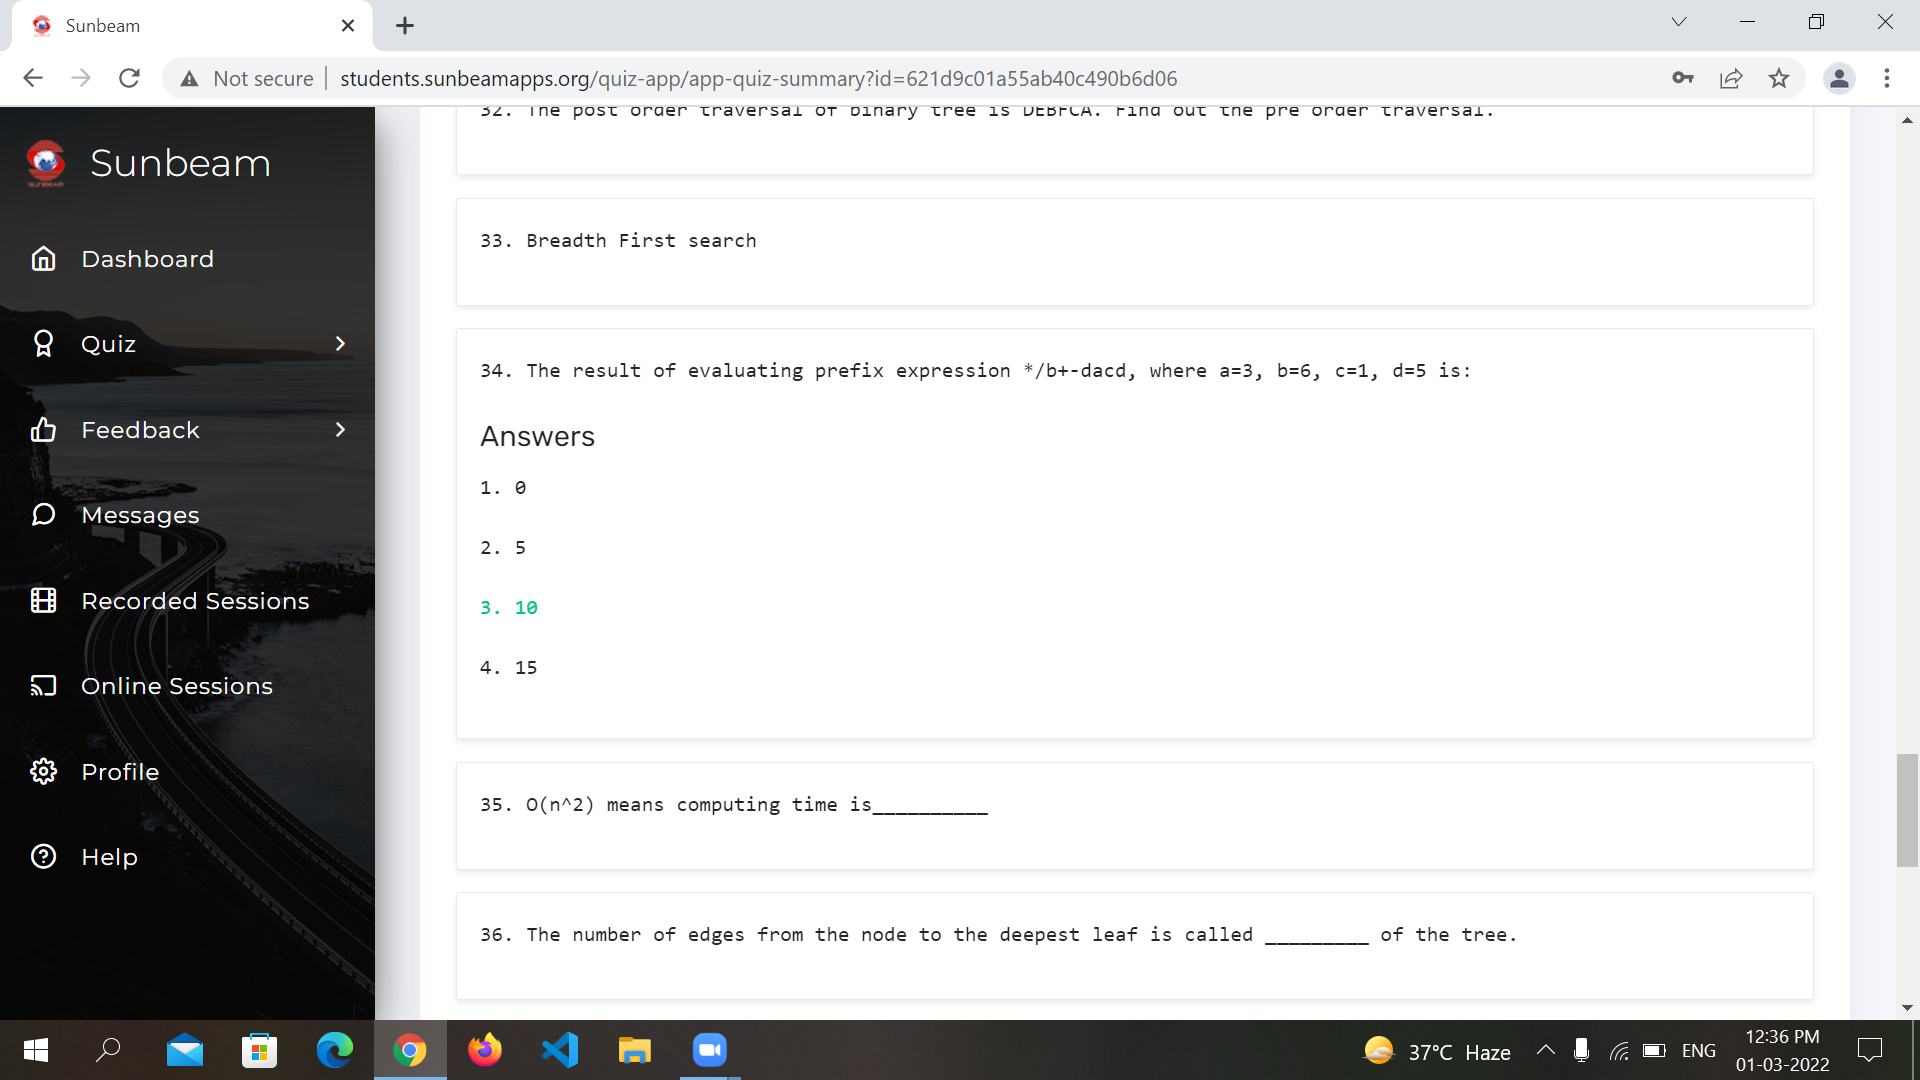 Sunbeam
Not secure
students.sunbeamapps.org/quiz-app/app-quiz-summary?id=621d9c01a55ab40c490b6d06
SUNBEAM
Sunbeam
Dashboard
Quiz
Feedback
Messages
Recorded Sessions
Online Sessions
Profile
Help
32. The post order traversal of binary tree is DEBFCA. Find out the pre order traversal.
33. Breadth First search
34. The result of evaluating prefix expression */b+-dacd, where a=3, b=6, c=1, d=5 is:
Answers
1. 0
2. 5
3. 10
4. 15
35. O(n^2) means computing time is__________
36. The number of edges from the node to the deepest leaf is called _________ of the tree.
37°C Haze
ENG
12:36 PM
01-03-2022